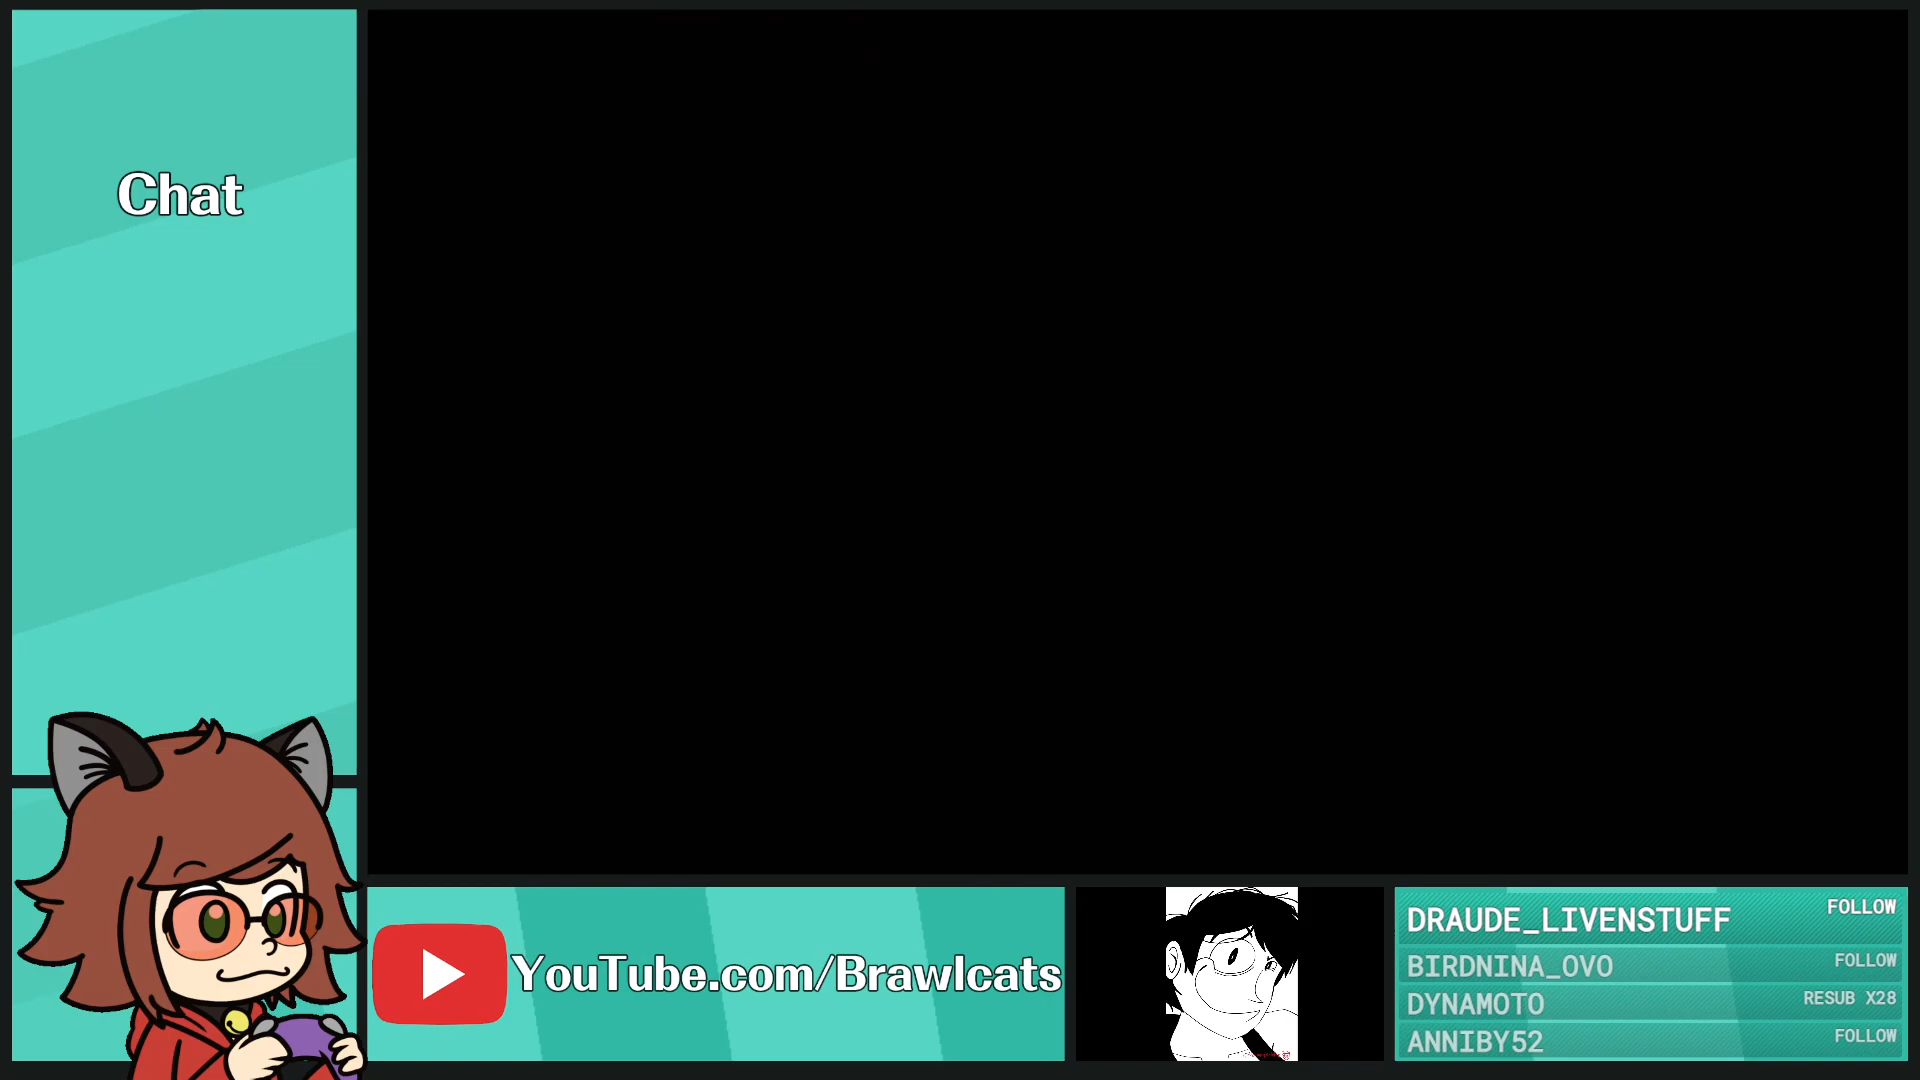 Chat
YouTube.com/Brawlcats
DRAUDE_LIVENSTUFF FOLLOW
BIRDNINA_OVO FOLLOW
DYNAMOTO RESUB X28
ANNIBY52 FOLLOW